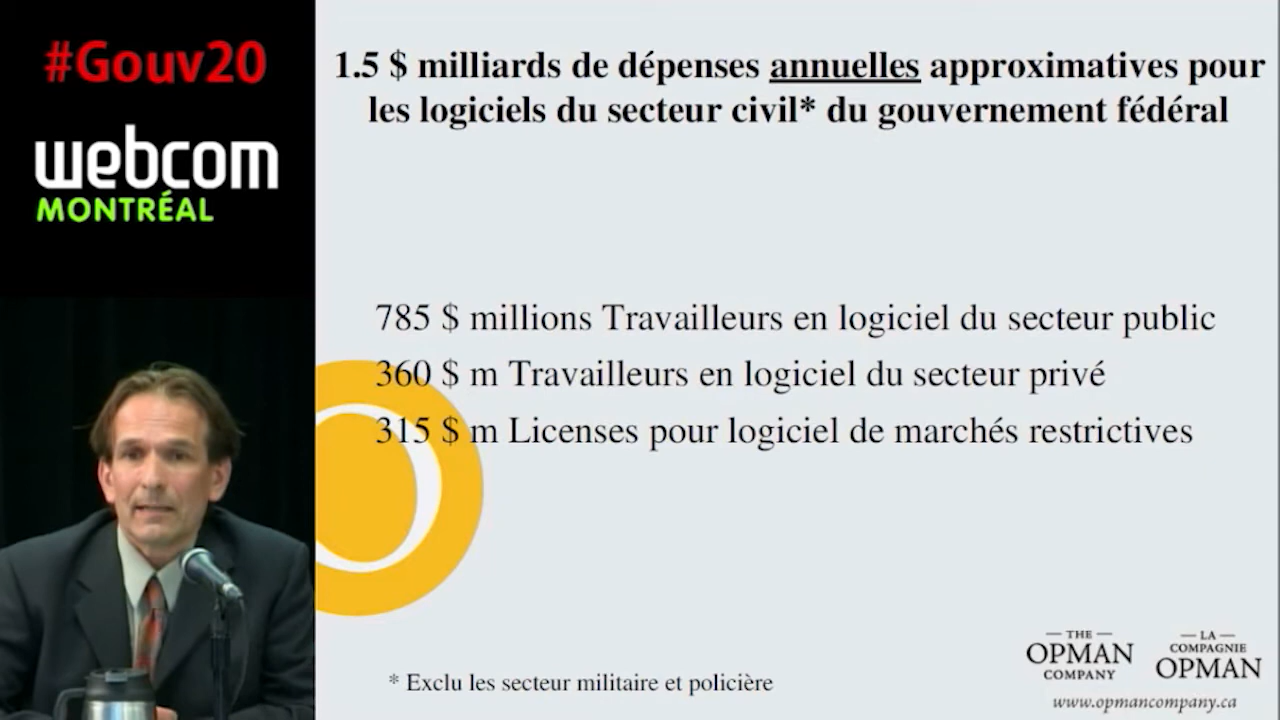 #Gouv20
webcom
MONTRÉAL
1.5 $ milliards de dépenses annuelles approximatives pour
les logiciels du secteur civil* du gouvernement fédéral
785 $ millions Travailleurs en logiciel du secteur public
360 $ m Travailleurs en logiciel du secteur privé
315 $ m Licenses pour logiciel de marchés restrictives
* Exclu les secteur militaire et policière
— THE —
OPMAN
COMPANY
— LA —
COMPAGNIE
OPMAN
www.opmancompany.ca